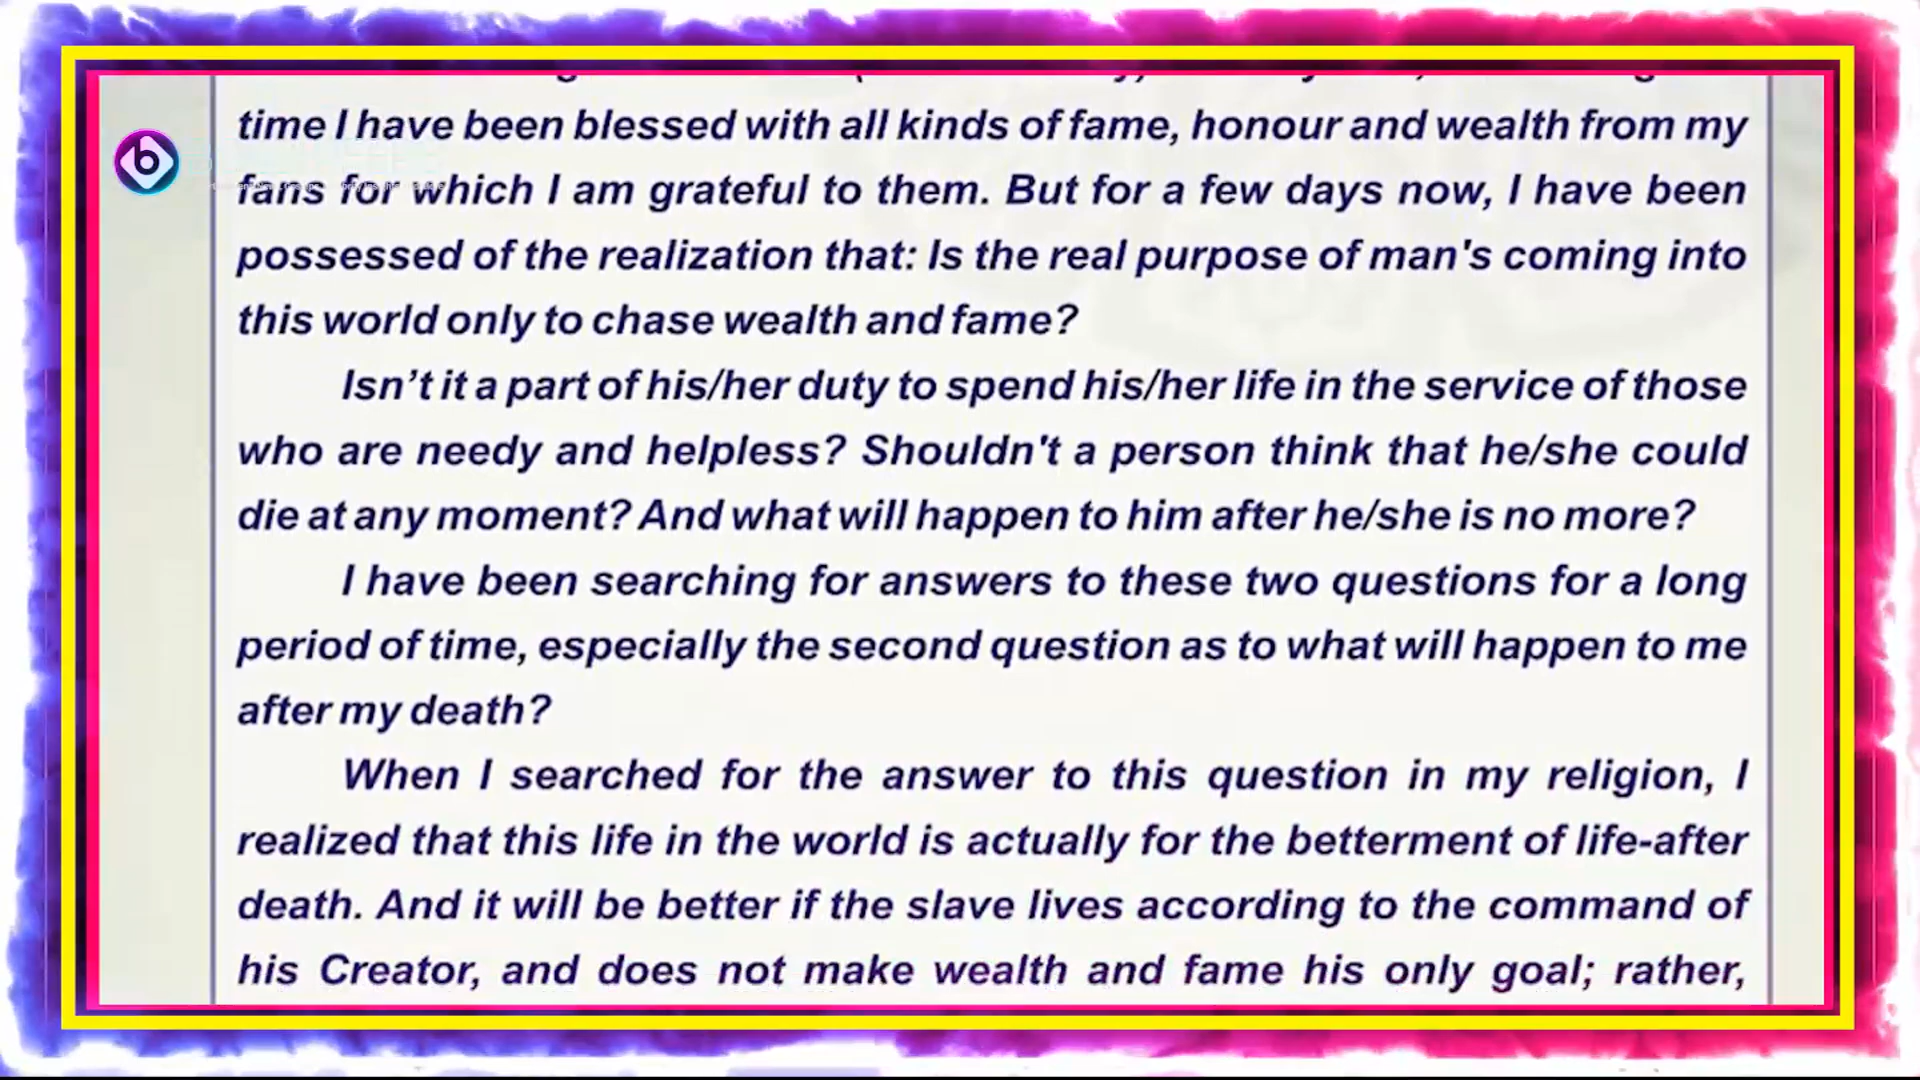 time I have been blessed with all kinds of fame, honour and wealth from my
fans for which I am grateful to them. But for a few days now, I have been
possessed of the realization that: Is the real purpose of man's coming into
this world only to chase wealth and fame?
Isn’t it a part of his/her duty to spend his/her life in the service of those
who are needy and helpless? Shouldn't a person think that he/she could
die at any moment? And what will happen to him after he/she is no more?
I have been searching for answers to these two questions for a long
period of time, especially the second question as to what will happen to me
after my death?
When I searched for the answer to this question in my religion, I
realized that this life in the world is actually for the betterment of life-after
death. And it will be better if the slave lives according to the command of
his Creator, and does not make wealth and fame his only goal; rather,
b